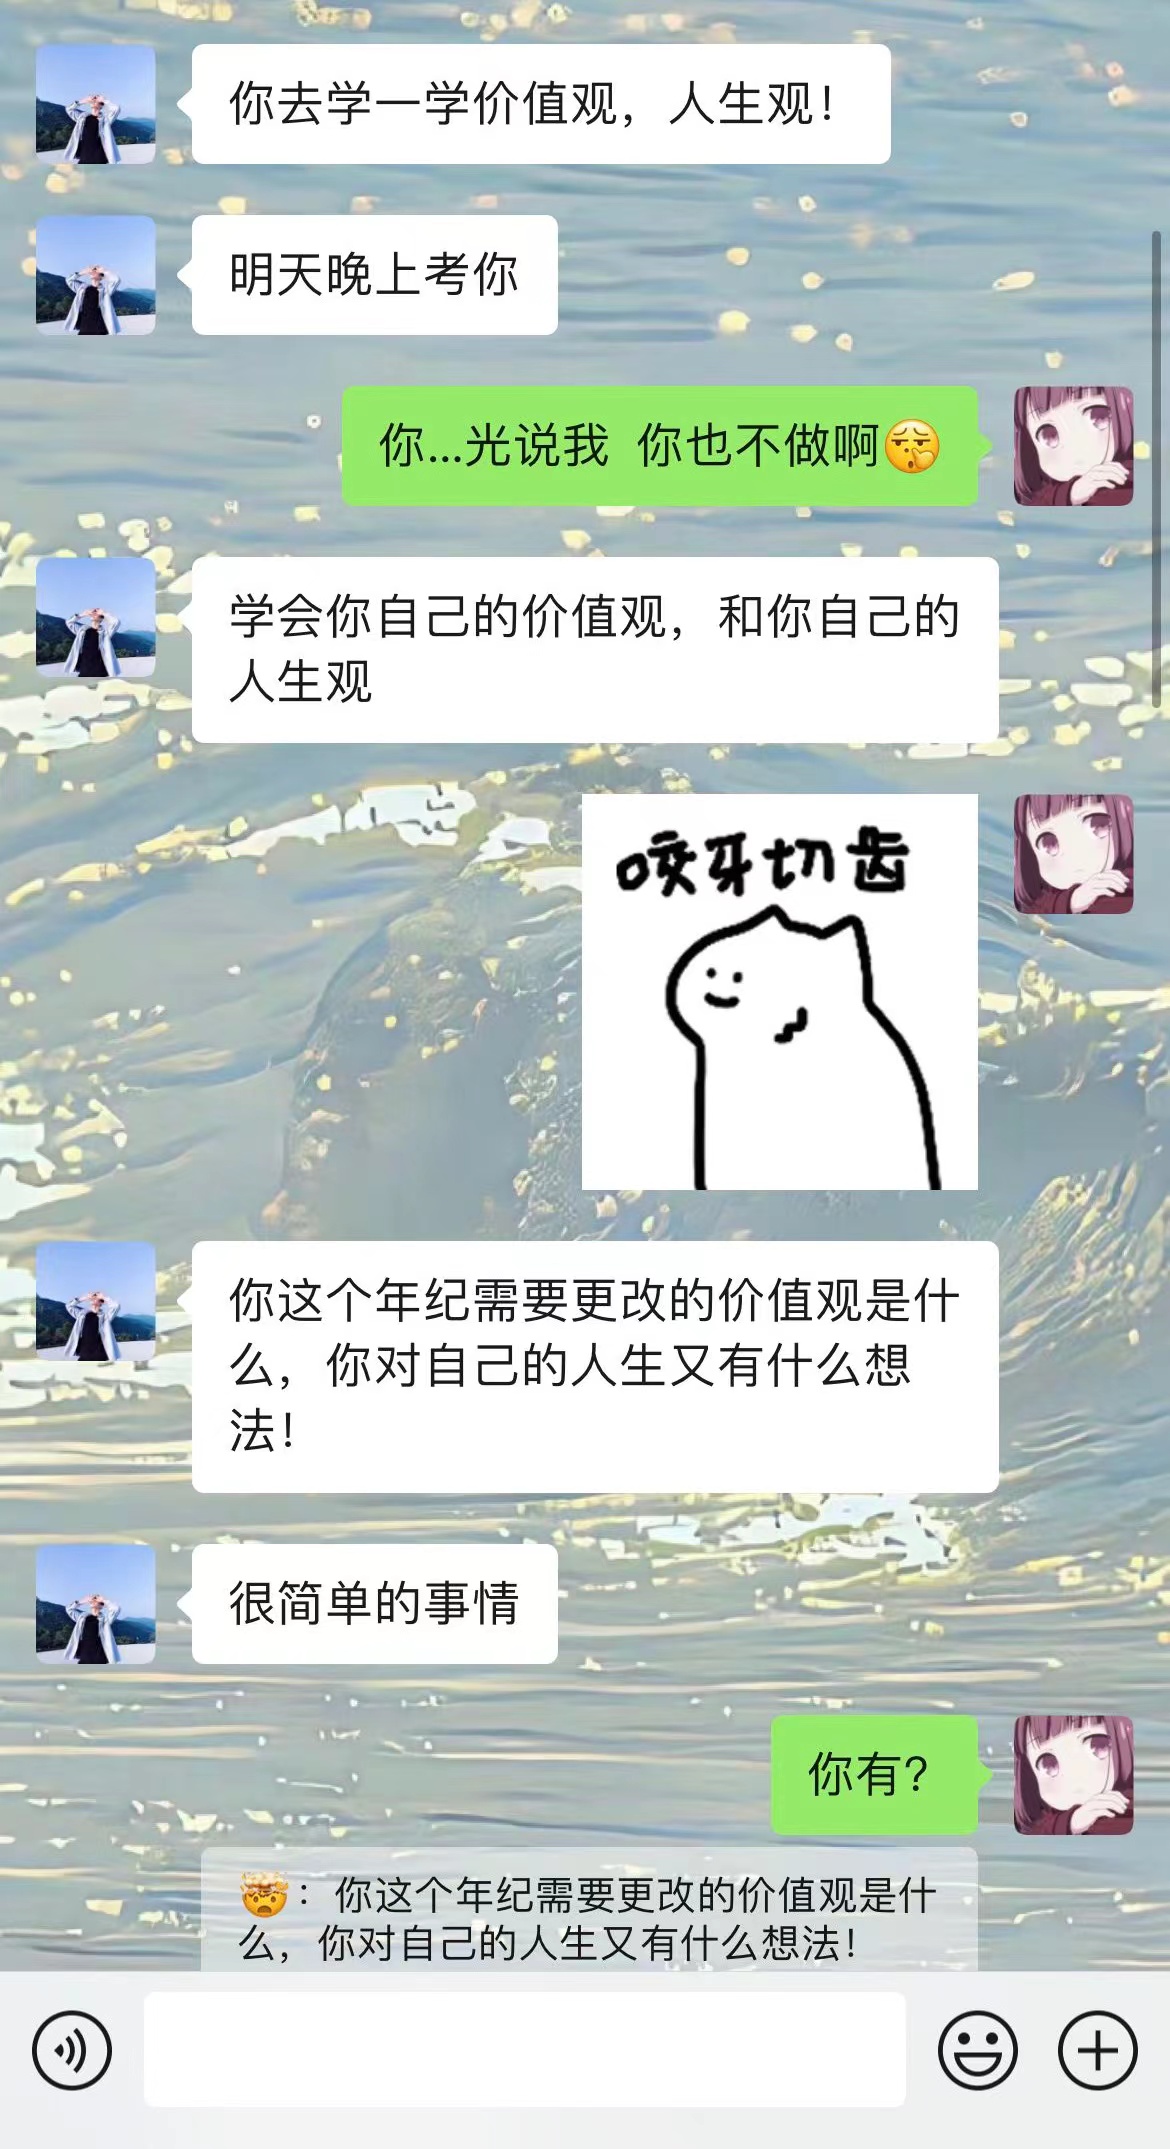 你去学一学价值观，人生观！
明天晚上考你
你...光说我 你也不做啊
学会你自己的价值观，和你自己的
人生观
咬牙切齿
你这个年纪需要更改的价值观是什
么，你对自己的人生又有什么想
法！
很简单的事情
你有？
：你这个年纪需要更改的价值观是什
么，你对自己的人生又有什么想法！